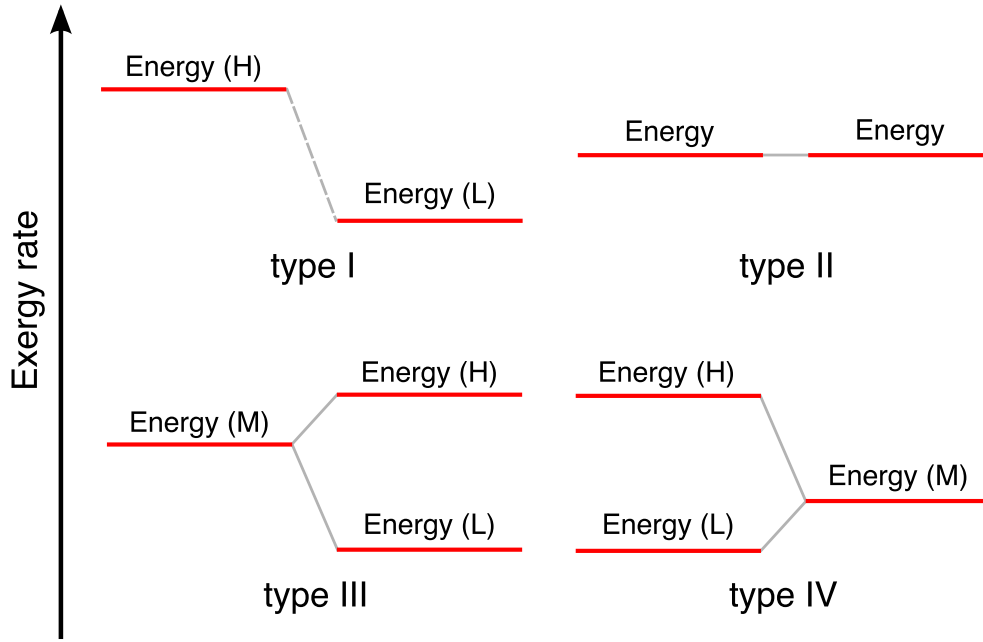 Exergy rate
Energy (H)
Energy (L)
type I
Energy
Energy
type II
Energy (M)
Energy (H)
Energy (L)
type III
Energy (H)
Energy (L)
Energy (M)
type IV